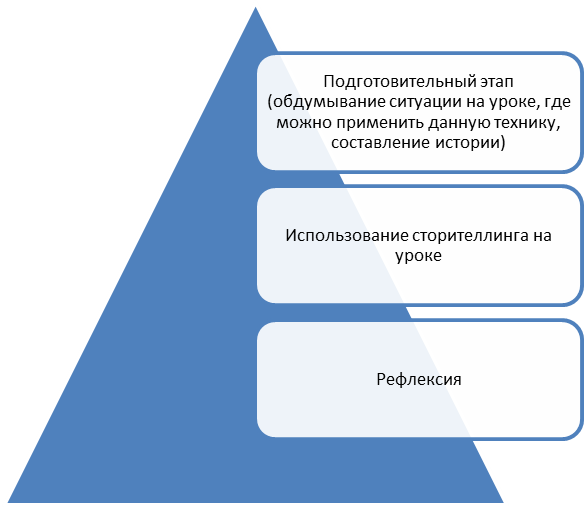 Подготовительный этап
(обдумывание ситуации на уроке, где
можно применить данную технику,
составление истории)
Использование сторителлинга на
уроке
Рефлексия